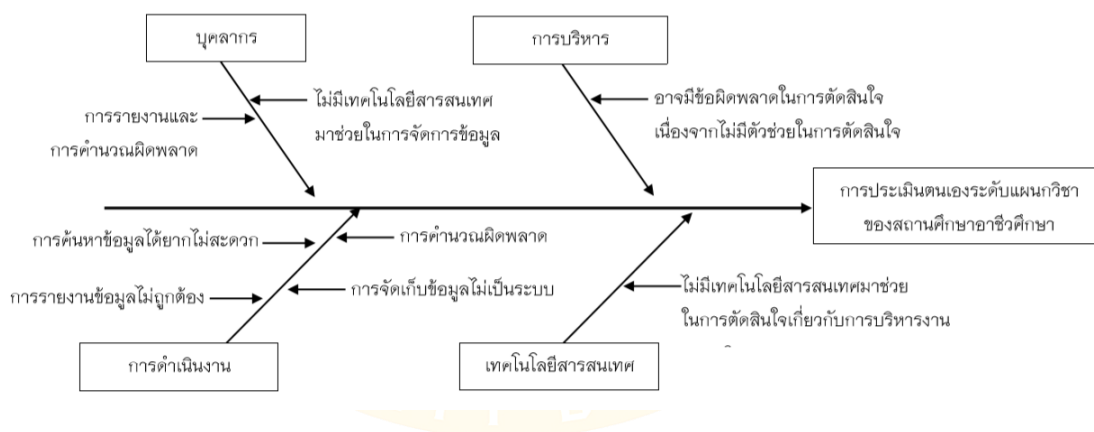 บุคลากร
การบริหาร
ไม่มีเทคโนโลยีสารสนเทศ
มาช่วยในการจัดการข้อมูล
การรายงานและ
การคำนวณผิดพลาด
อาจมีข้อผิดพลาดในการตัดสินใจ
เนื่องจากไม่มีตัวช่วยในการตัดสินใจ
การประเมินตนเองระดับแผนกวิชา
ของสถานศึกษาอาชีวศึกษา
การค้นหาข้อมูลได้ยากไม่สะดวก
การคำนวณผิดพลาด
การรายงานข้อมูลไม่ถูกต้อง
การจัดเก็บข้อมูลไม่เป็นระบบ
ไม่มีเทคโนโลยีสารสนเทศมาช่วย
ในการตัดสินใจเกี่ยวกับการบริหารงาน
การดำเนินงาน
เทคโนโลยีสารสนเทศ